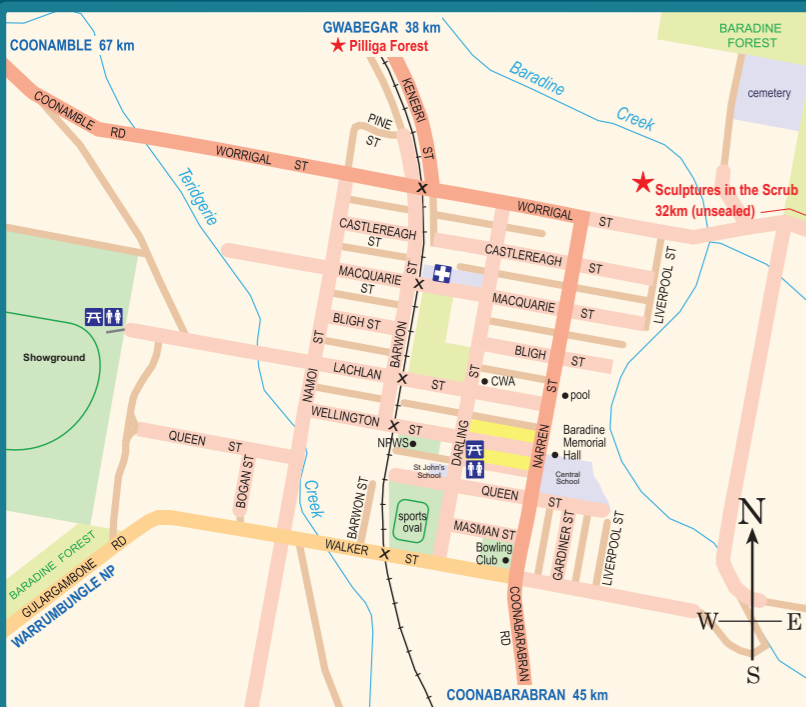 GWABEGAR 38 km
COONAMBLE 67 km
Pilliga Forest
BARADINE
FOREST
Baradine
Creek
cemetery
KENEBRI
ST
COONAMBLE RD
PINE
ST
WORRIGAL ST
Teridgerie
Sculptures in the Scrub
32km (unsealed)
WORRIGAL ST
CASTLEREAGH
ST
CASTLEREAGH
ST
LIVERPOOL ST
MACQUARIE
ST
ST
MACQUARIE
ST
BLIGH ST
BARWON
NAMOI
ST
Showground
BLIGH ST
LACHLAN ST
ST
CWA
ST
pool
WELLINGTON ST
NPWS
DARLING
NARREN
Baradine
Memorial
Hall
QUEEN ST
St John's
School
Central
School
BOGAN ST
Creek
BARWON ST
QUEEN ST
sports
oval
MASMAN ST
GARDINER ST
LIVERPOOL ST
N
BARADINE FOREST
GULARGAMBONE RD
WARRUMBUNGLE NP
WALKER ST
Bowling
Club
COONABARABRAN
RD
W E
S
COONABARABRAN 45 km